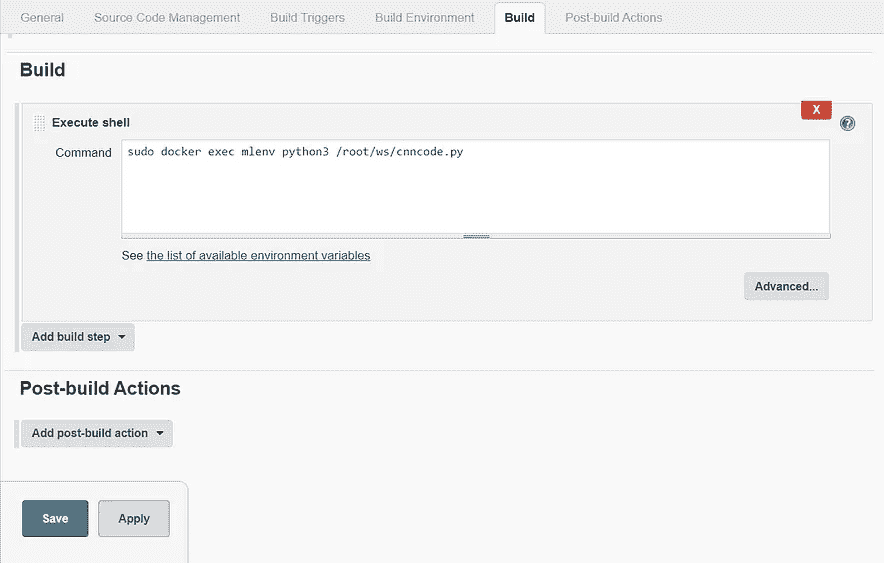 General Source Code Management Build Triggers Build Environment Build Post-build Actions
Build
X
Execute shell ?
Command sudo docker exec mlenv python3 /root/ws/cnncode.py
See the list of available environment variables
Advanced...
Add build step
Post-build Actions
Add post-build action
Save Apply